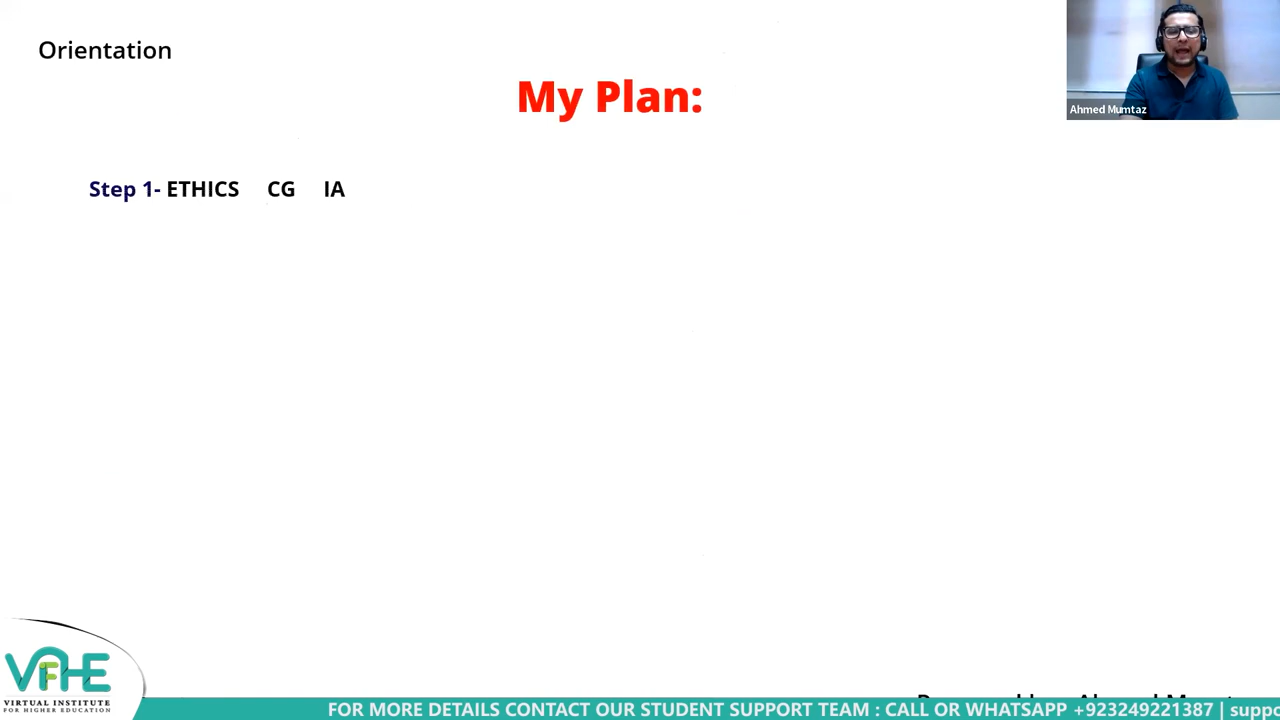 Orientation
My Plan:
Ahmed Mumtaz
Step 1- ETHICS CG IA
VIFHE
VIRTUAL INSTITUTE
FOR HIGHER EDUCATION
FOR MORE DETAILS CONTACT OUR STUDENT SUPPORT TEAM : CALL OR WHATSAPP +923249221387 |